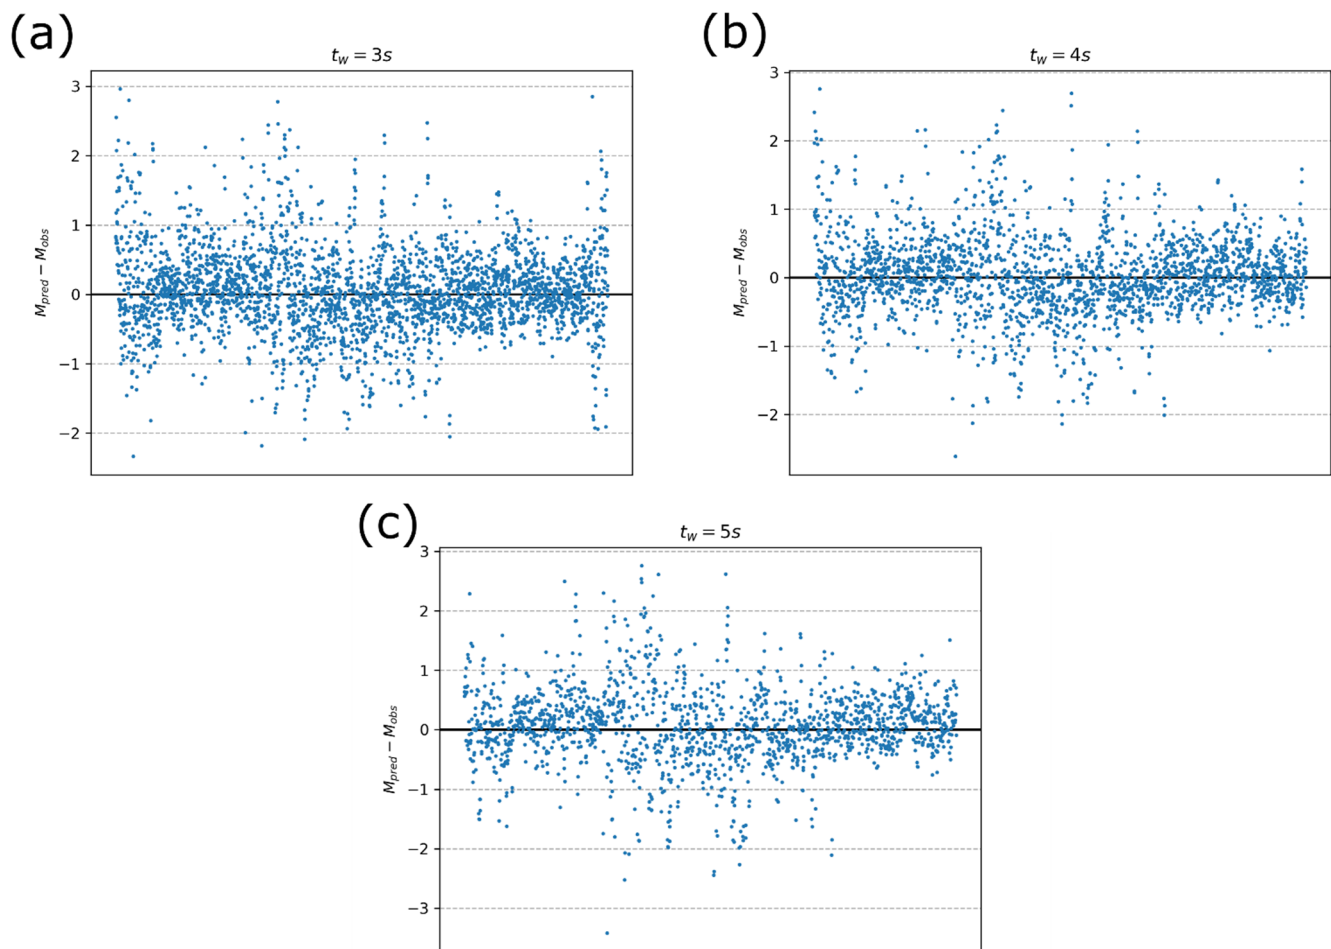 (a)
t_w = 3s
3
2
1
0
−1
−2
M_pred − M_obs
(b)
t_w = 4s
3
2
1
0
−1
−2
M_pred − M_obs
(c)
t_w = 5s
3
2
1
0
−1
−2
−3
M_pred − M_obs